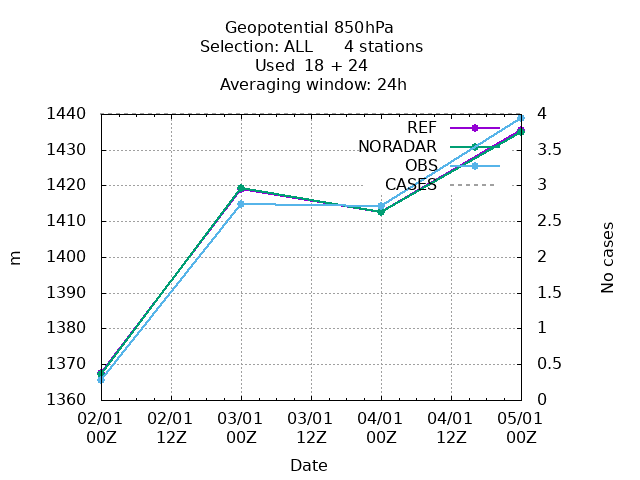 Geopotential 850hPa
Selection: ALL 4 stations
Used 18 + 24
Averaging window: 24h
1440
1430
1420
1410
1400
1390
1380
1370
1360
m
REF
NORADAR
OBS
CASES
4
3.5
3
2.5
2
1.5
1
0.5
0
No cases
02/01 02/01 03/01 03/01 04/01 04/01 05/01
00Z 12Z 00Z 12Z 00Z 12Z 00Z
Date